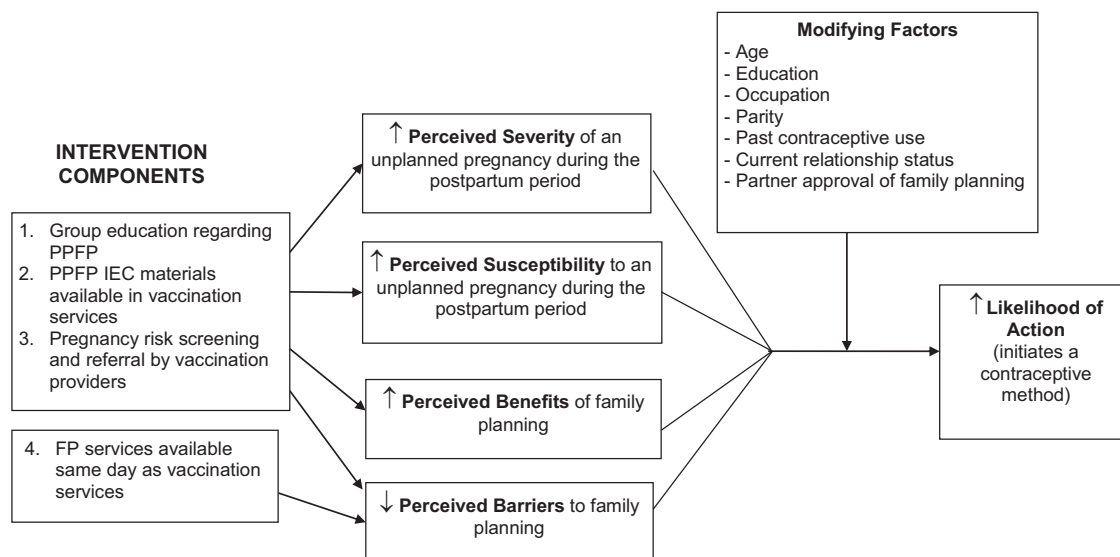 INTERVENTION
COMPONENTS
1. Group education regarding
PPFP
2. PPFP IEC materials
available in vaccination
services
3. Pregnancy risk screening
and referral by vaccination
providers
4. FP services available
same day as vaccination
services
↑ Perceived Severity of an
unplanned pregnancy during the
postpartum period
↑ Perceived Susceptibility to an
unplanned pregnancy during the
postpartum period
↑ Perceived Benefits of family
planning
↓ Perceived Barriers to family
planning
Modifying Factors
- Age
- Education
- Occupation
- Parity
- Past contraceptive use
- Current relationship status
- Partner approval of family planning
↑ Likelihood of
Action
(initiates a
contraceptive
method)